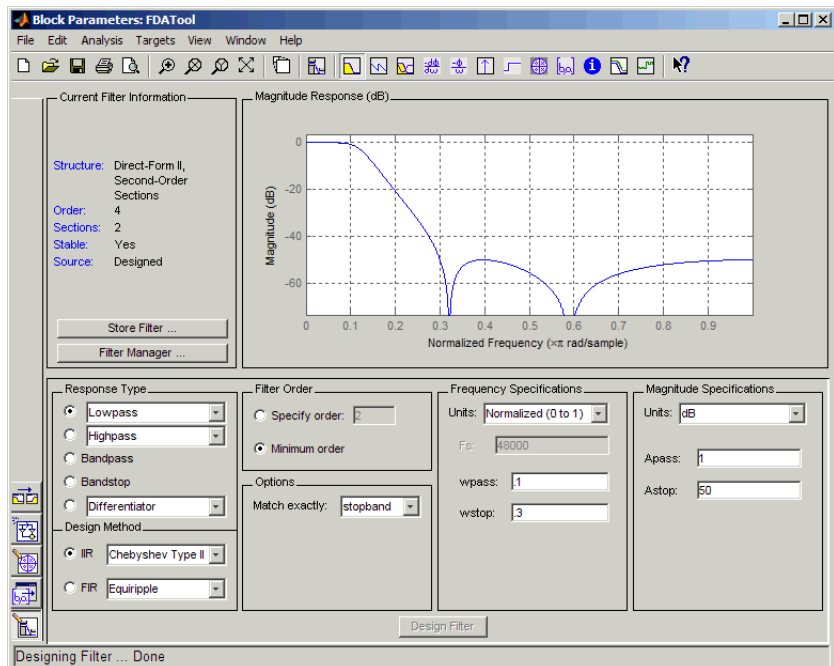 Block Parameters: FDATool
File Edit Analysis Targets View Window Help
Current Filter Information
Structure: Direct-Form II,
Second-Order
Sections
Order: 4
Sections: 2
Stable: Yes
Source: Designed
Store Filter ...
Filter Manager ...
Magnitude Response (dB)
Magnitude (dB)
0
-20
-40
-60
0 0.1 0.2 0.3 0.4 0.5 0.6 0.7 0.8 0.9
Normalized Frequency (×π rad/sample)
Response Type
Lowpass
Highpass
Bandpass
Bandstop
Differentiator
Design Method
IIR Chebyshev Type II
FIR Equiripple
Filter Order
Specify order: 2
Minimum order
Options
Match exactly: stopband
Frequency Specifications
Units: Normalized (0 to 1)
Fs: 48000
wpass: .1
wstop: .3
Magnitude Specifications
Units: dB
Apass: 1
Astop: 50
Design Filter
Designing Filter ... Done